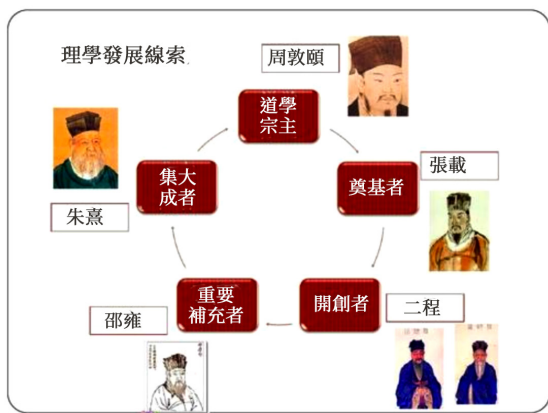 理學發展線索
周敦頤
道學
宗主
張載
奠基者
二程
開創者
邵雍
重要
補充者
朱熹
集大
成者